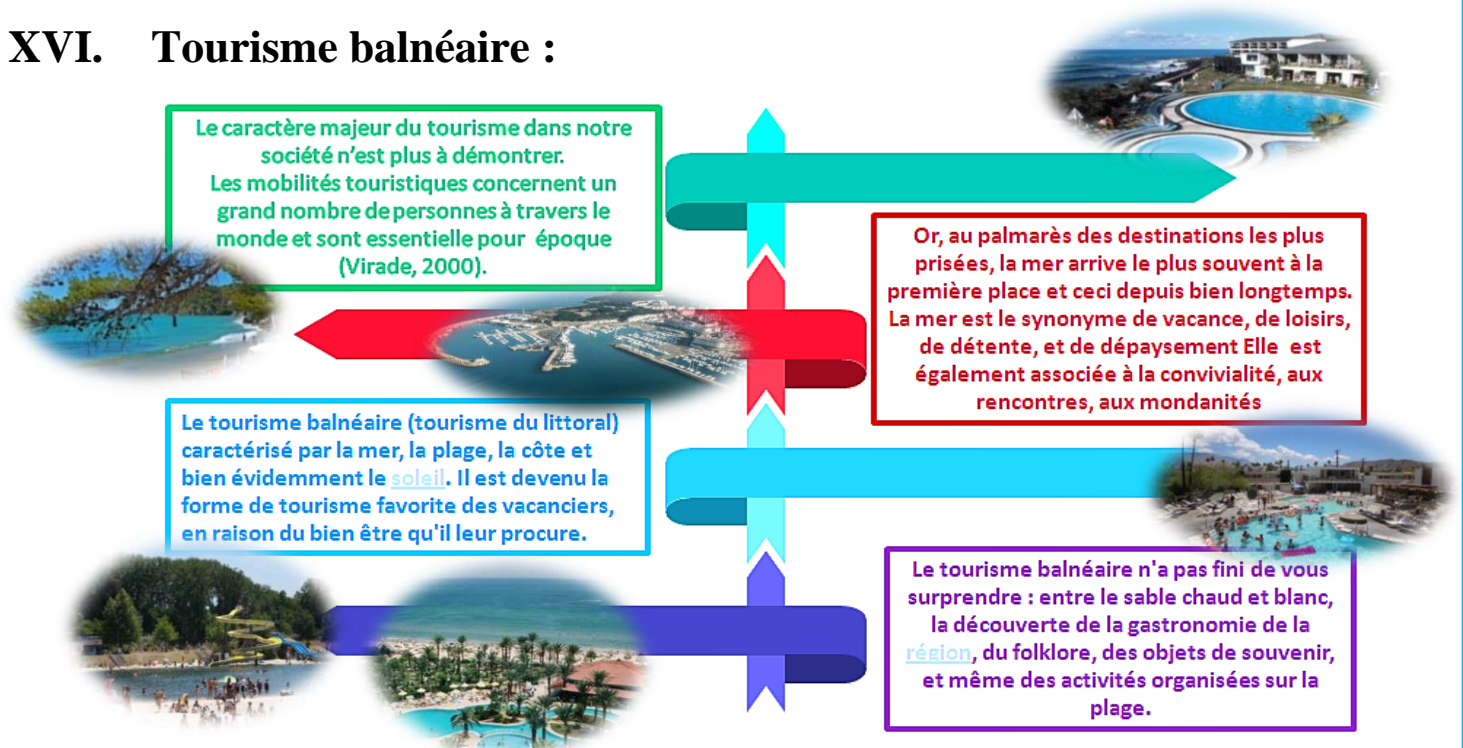 XVI. Tourisme balnéaire :
Le caractère majeur du tourisme dans notre
société n'est plus à démontrer.
Les mobilités touristiques concernent un
grand nombre de personnes à travers le
monde et sont essentielle pour époque
(Virade, 2000).
Or, au palmarès des destinations les plus
prisées, la mer arrive le plus souvent à la
première place et ceci depuis bien longtemps.
La mer est le synonyme de vacance, de loisirs,
de détente, et de dépaysement Elle est
également associée à la convivialité, aux
rencontres, aux mondanités
Le tourisme balnéaire (tourisme du littoral)
caractérisé par la mer, la plage, la côte et
bien évidemment le soleil. Il est devenu la
forme de tourisme favorite des vacanciers,
en raison du bien être qu'il leur procure.
Le tourisme balnéaire n'a pas fini de vous
surprendre : entre le sable chaud et blanc,
la découverte de la gastronomie de la
région, du folklore, des objets de souvenir,
et même des activités organisées sur la
plage.